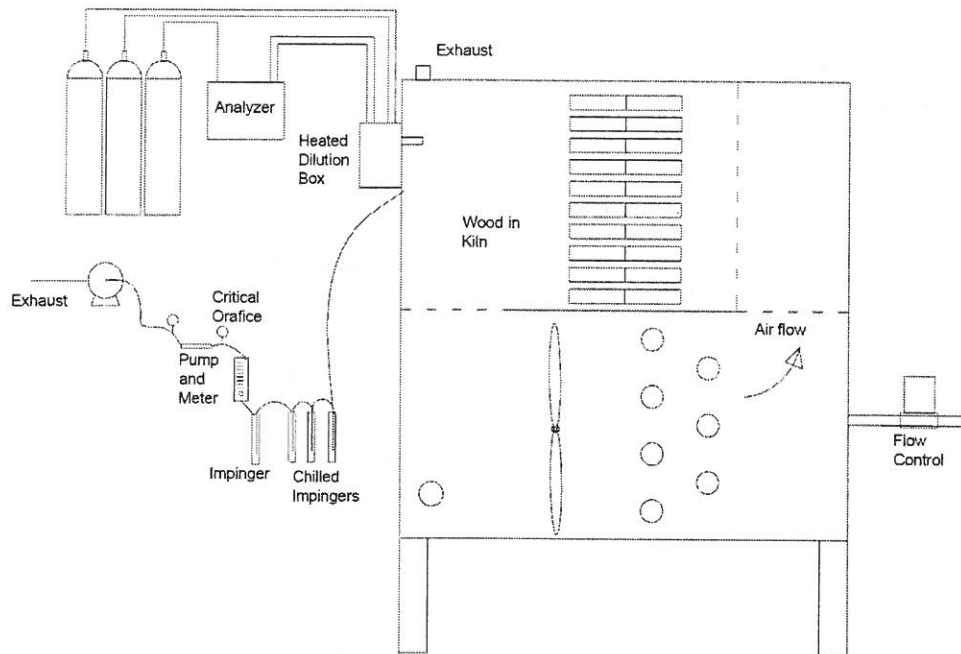 Exhaust
Analyzer
Heated
Dilution
Box
Wood in
Kiln
Exhaust
Critical
Orafice
Pump
and
Meter
Air flow
Flow
Control
Impinger
Chilled
Impingers